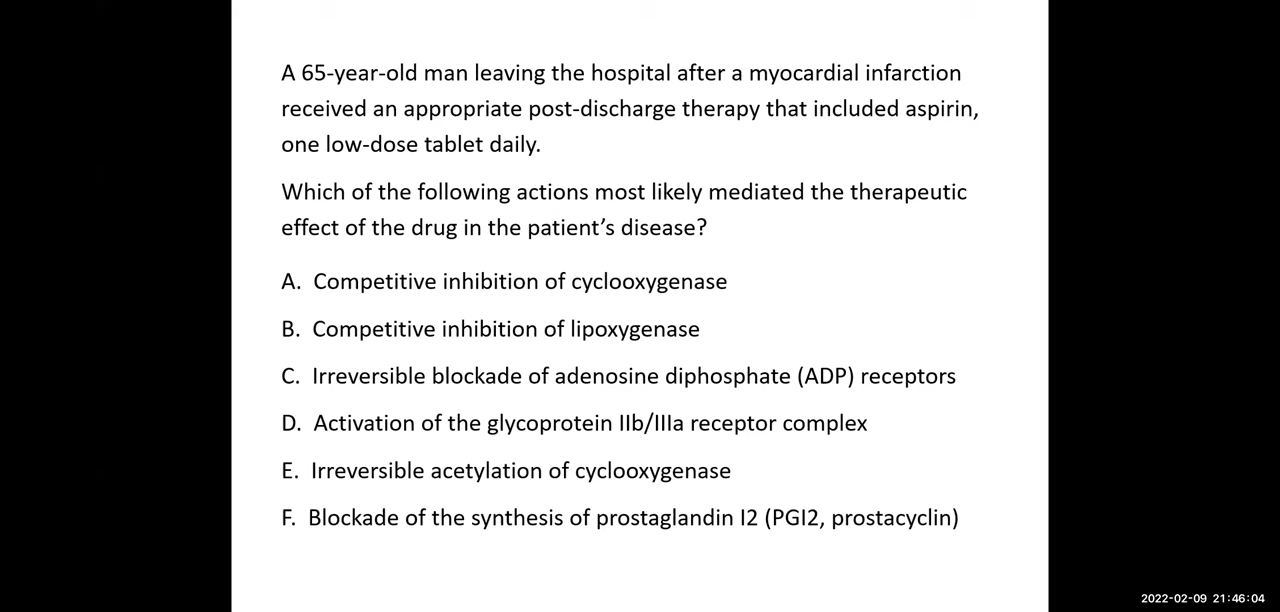 A 65-year-old man leaving the hospital after a myocardial infarction
received an appropriate post-discharge therapy that included aspirin,
one low-dose tablet daily.
Which of the following actions most likely mediated the therapeutic
effect of the drug in the patient’s disease?
A. Competitive inhibition of cyclooxygenase
B. Competitive inhibition of lipoxygenase
C. Irreversible blockade of adenosine diphosphate (ADP) receptors
D. Activation of the glycoprotein IIb/IIIa receptor complex
E. Irreversible acetylation of cyclooxygenase
F. Blockade of the synthesis of prostaglandin I2 (PGI2, prostacyclin)
2022-02-09 21:46:04